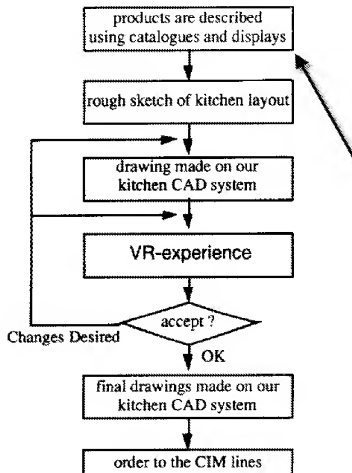 products are described
using catalogues and displays
rough sketch of kitchen layout
drawing made on our
kitchen CAD system
VR-experience
accept ?
Changes Desired
OK
final drawings made on our
kitchen CAD system
order to the CIM lines